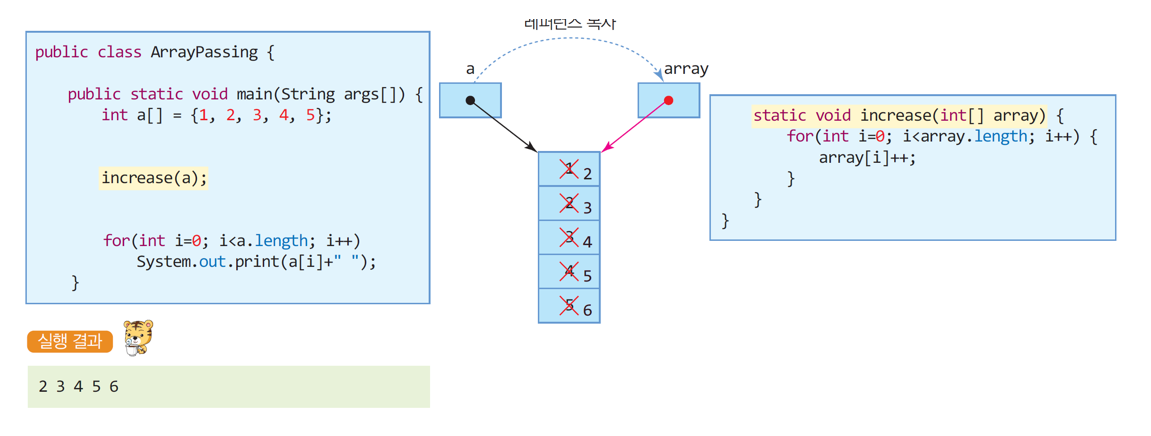 public class ArrayPassing {
public static void main(String args[]) {
int a[] = {1, 2, 3, 4, 5};
increase(a);
for(int i=0; i<a.length; i++)
System.out.print(a[i]+" ");
}
실행 결과
2 3 4 5 6
레퍼런스 복사
a
array
1 2
2 3
3 4
4 5
5 6
static void increase(int[] array) {
for(int i=0; i<array.length; i++) {
array[i]++;
}
}
}